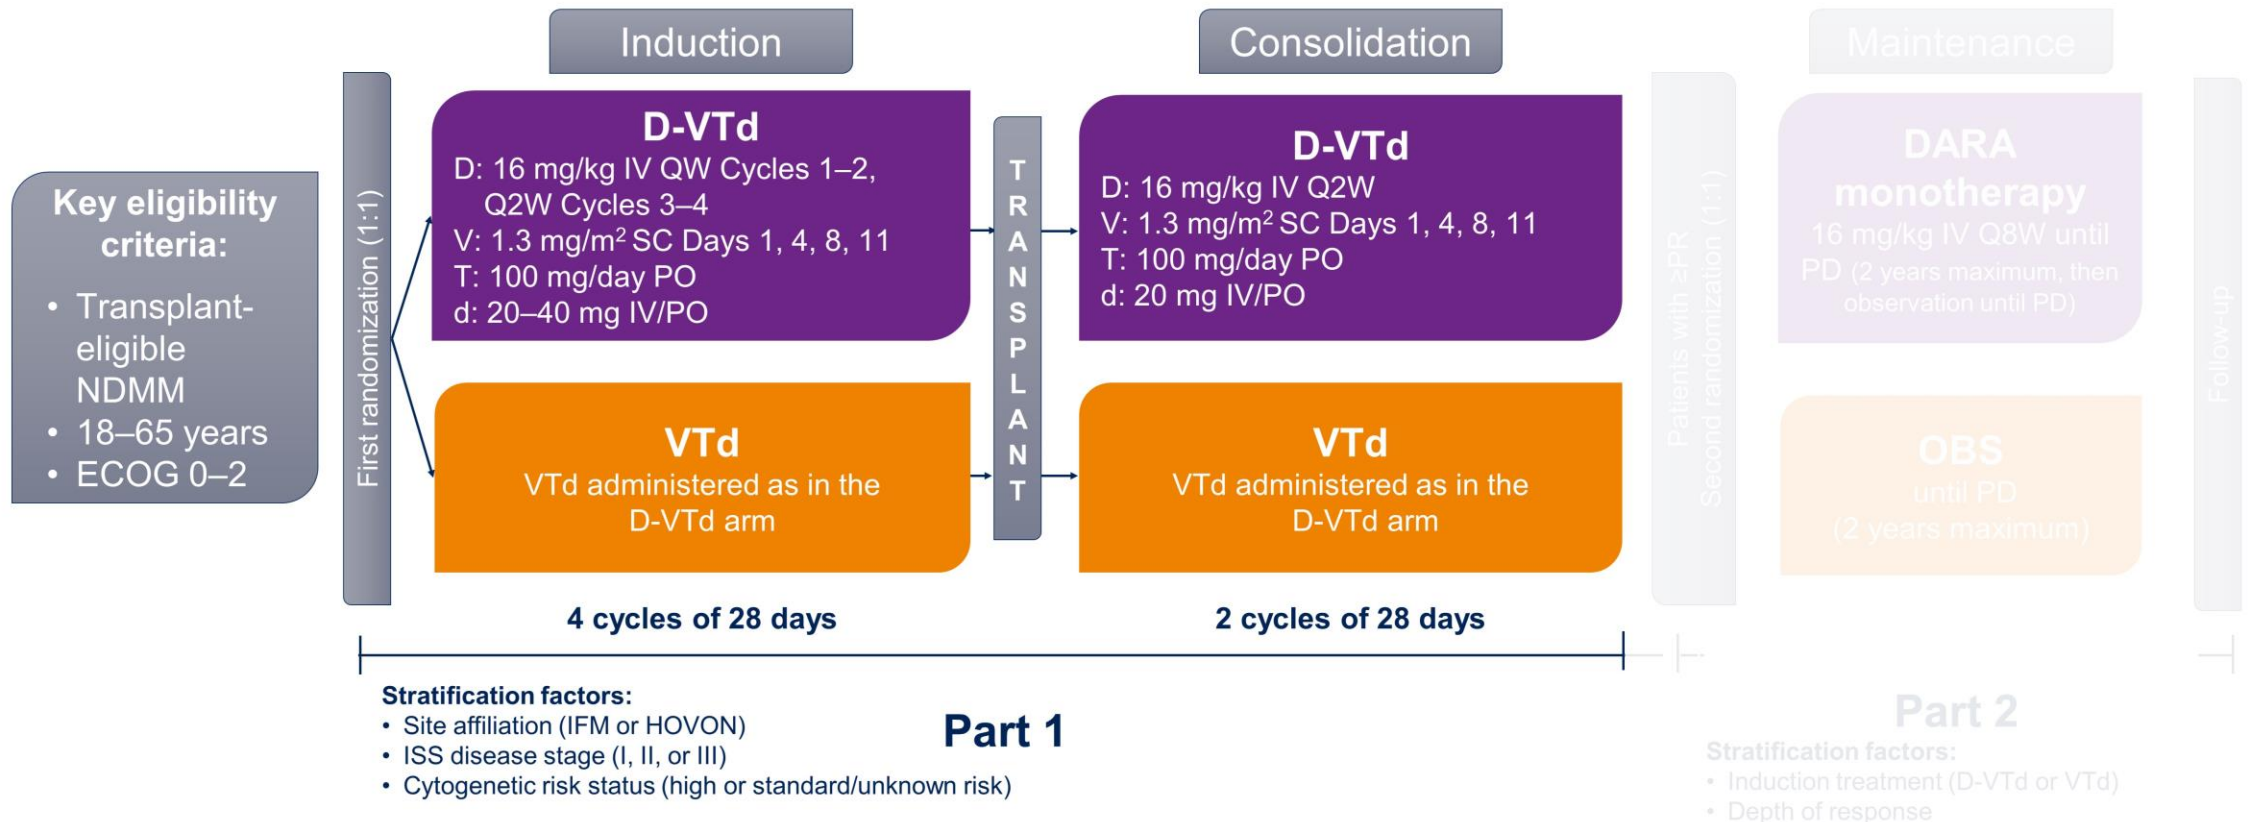 Induction
Consolidation
Maintenance
Key eligibility
criteria:
• Transplant-
eligible
NDMM
• 18–65 years
• ECOG 0–2
First randomization (1:1)
D-VTd
D: 16 mg/kg IV QW Cycles 1–2,
Q2W Cycles 3–4
V: 1.3 mg/m² SC Days 1, 4, 8, 11
T: 100 mg/day PO
d: 20–40 mg IV/PO
VTd
VTd administered as in the
D-VTd arm
TRANSPLANT
D-VTd
D: 16 mg/kg IV Q2W
V: 1.3 mg/m² SC Days 1, 4, 8, 11
T: 100 mg/day PO
d: 20 mg IV/PO
VTd
VTd administered as in the
D-VTd arm
Patients with ≥PR
Second randomization (1:1)
DARA
monotherapy
16 mg/kg IV Q8W until
PD (2 years maximum, then
observation until PD)
OBS
until PD
(2 years maximum)
Follow-up
4 cycles of 28 days
2 cycles of 28 days
Stratification factors:
• Site affiliation (IFM or HOVON)
• ISS disease stage (I, II, or III)
• Cytogenetic risk status (high or standard/unknown risk)
Part 1
Part 2
Stratification factors:
• Induction treatment (D-VTd or VTd)
• Depth of response